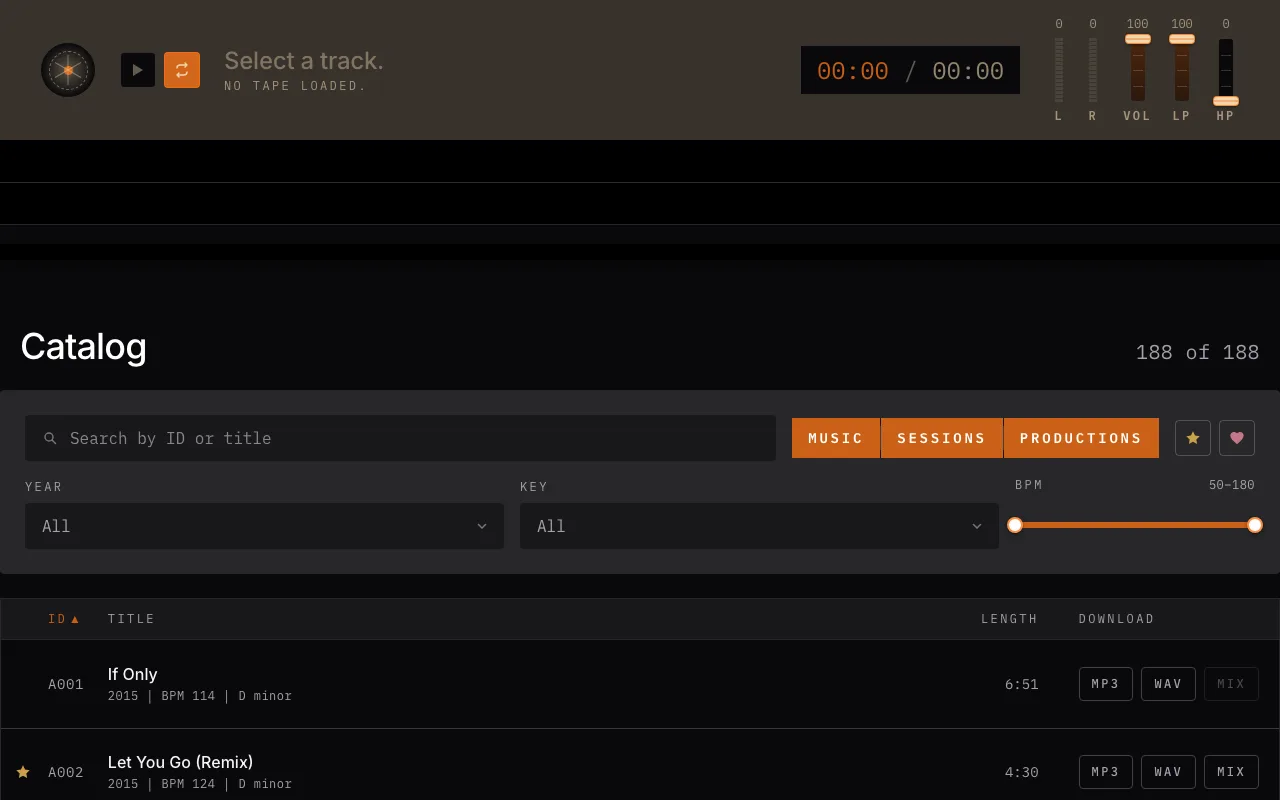 0 0 100 100 0
Select a track.
NO TAPE LOADED.
00:00 / 00:00
L R VOL LP HP
Catalog
188 of 188
Search by ID or title
MUSIC SESSIONS PRODUCTIONS
YEAR KEY BPM 50–180
All All
ID ▲ TITLE LENGTH DOWNLOAD
If Only
A001 6:51 MP3 WAV MIX
2015 | BPM 114 | D minor
Let You Go (Remix)
A002 4:30 MP3 WAV MIX
2015 | BPM 124 | D minor